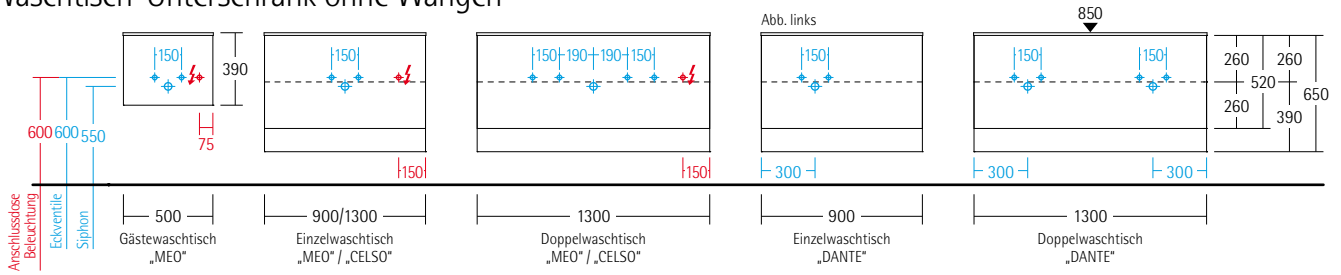 Waschtisch-Unterschrank ohne Wangen
Abb. links
850
150
150
150 190 190 150
150
150
390
260
260
520
650
260
390
600 600 550
75
150
150
300
300
300
500
900/1300
1300
900
1300
Anschlussdose
Beleuchtung
Eckventile
Siphon
Gästewaschtisch
„MEO"
Einzelwaschtisch
„MEO" / „CELSO"
Doppelwaschtisch
„MEO" / „CELSO"
Einzelwaschtisch
„DANTE"
Doppelwaschtisch
„DANTE"